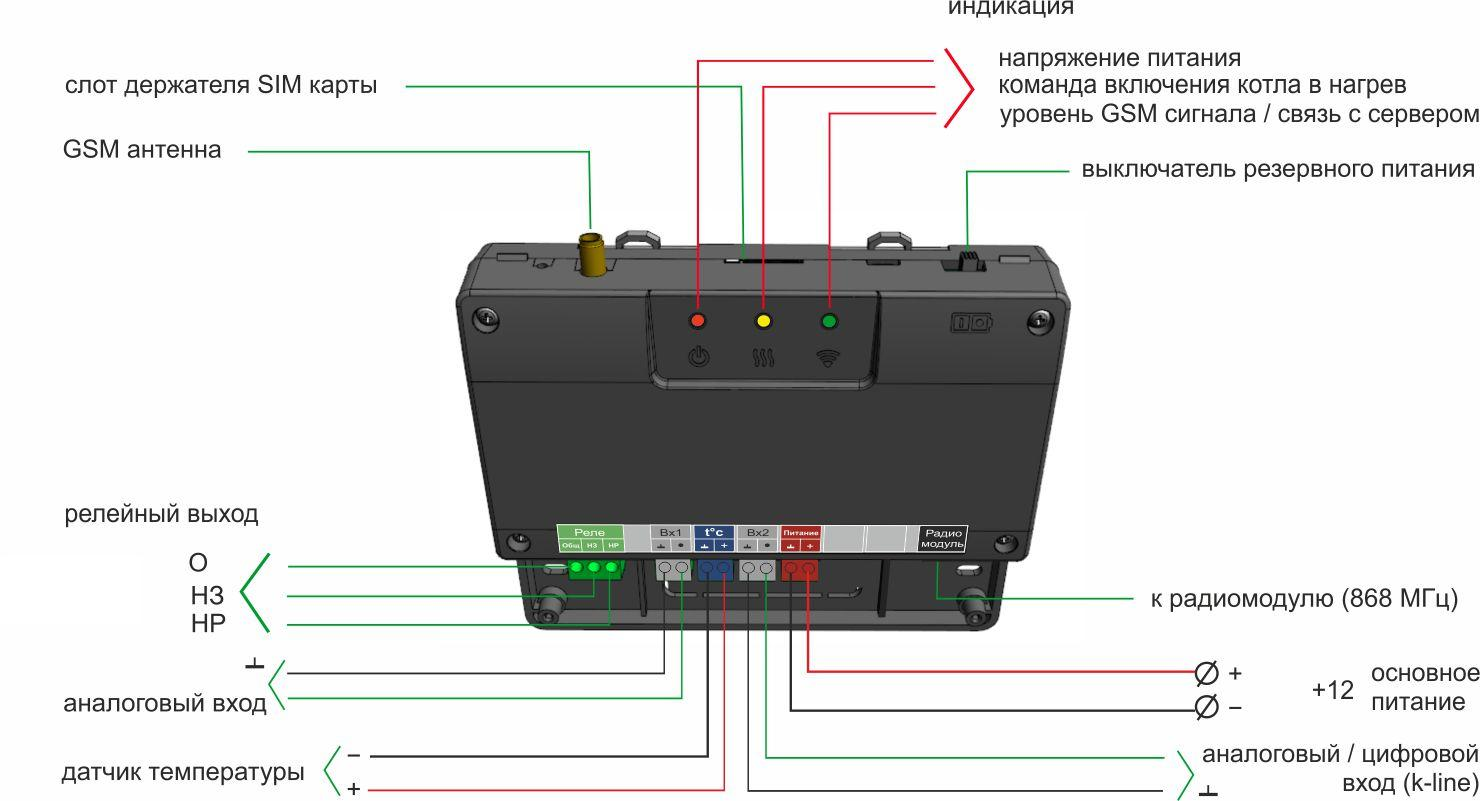 индикация
напряжение питания
команда включения котла в нагрев
уровень GSM сигнала / связь с сервером
слот держателя SIM карты
GSM антенна
выключатель резервного питания
Реле
Общ НЗ НР
Вх1
t°c
+
Вх2
Питание
+
Радио
модуль
релейный выход
О
НЗ
НР
к радиомодулю (868 МГц)
аналоговый вход
+
–
+12
основное
питание
датчик температуры
–
+
аналоговый / цифровой
вход (k-line)